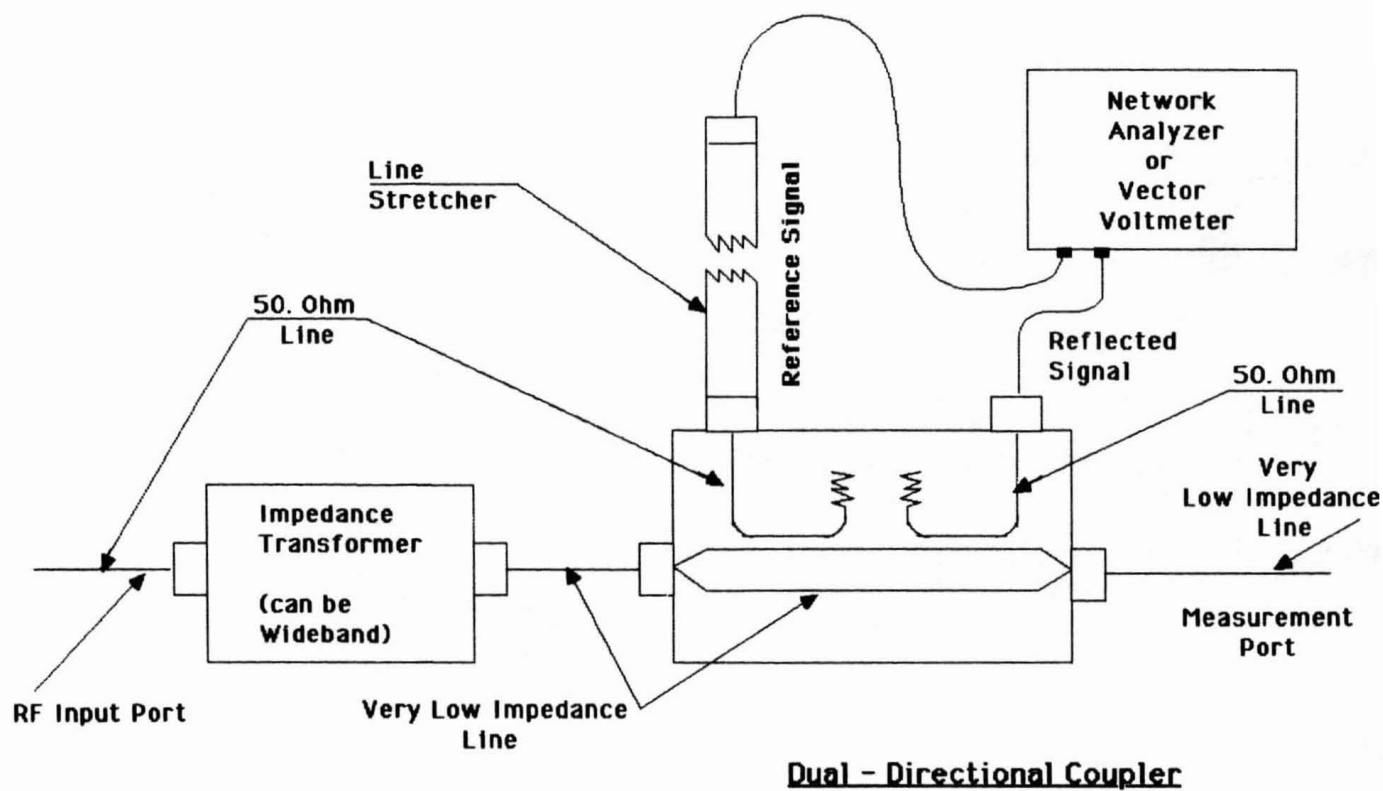 Network
Analyzer
or
Vector
Voltmeter
Line
Stretcher
Reference Signal
50. Ohm
Line
Reflected
Signal
50. Ohm
Line
Very
Low Impedance
Line
Impedance
Transformer
(can be
Wideband)
Measurement
Port
RF Input Port
Very Low Impedance
Line
Dual - Directional Coupler